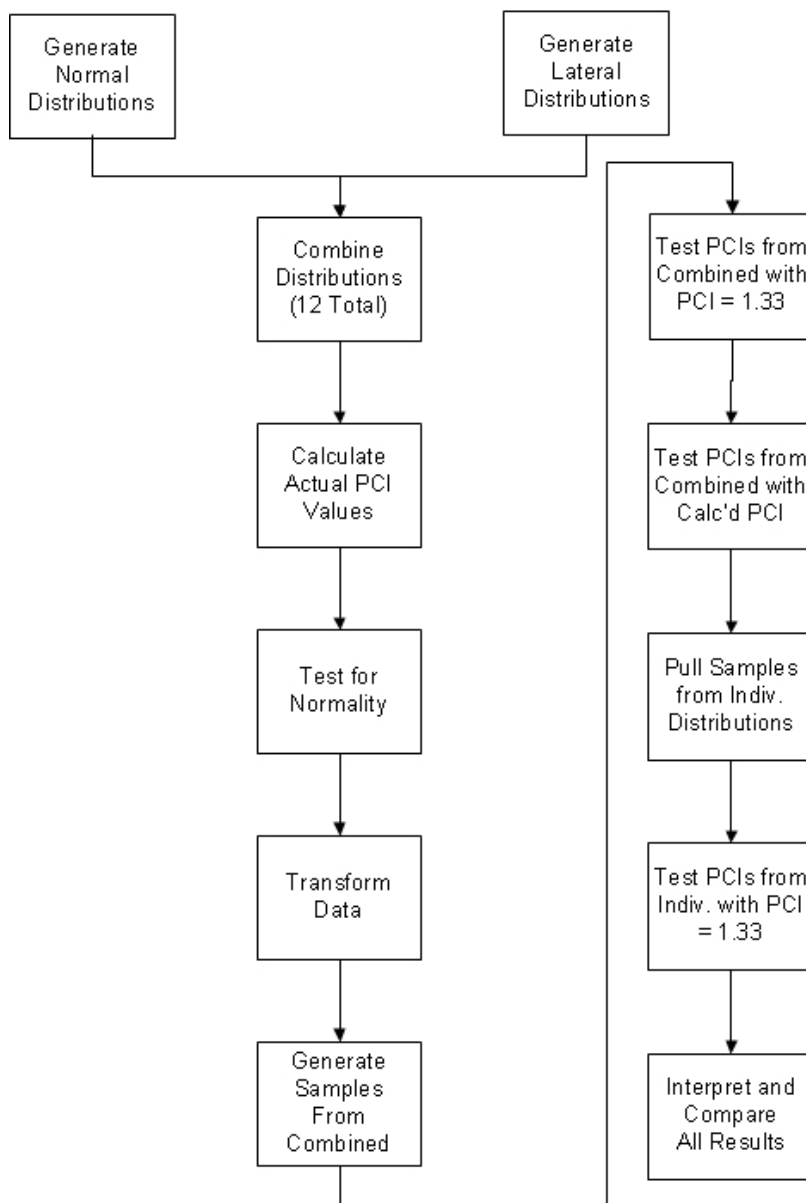 Generate
Normal
Distributions
Generate
Lateral
Distributions
Combine
Distributions
(12 Total)
Calculate
Actual PCI
Values
Test for
Normality
Transform
Data
Generate
Samples
From
Combined
Test PCIs from
Combined with
PCI = 1.33
Test PCIs from
Combined with
Calc'd PCI
Pull Samples
from Indiv.
Distributions
Test PCIs from
Indiv. with PCI
= 1.33
Interpret and
Compare
All Results